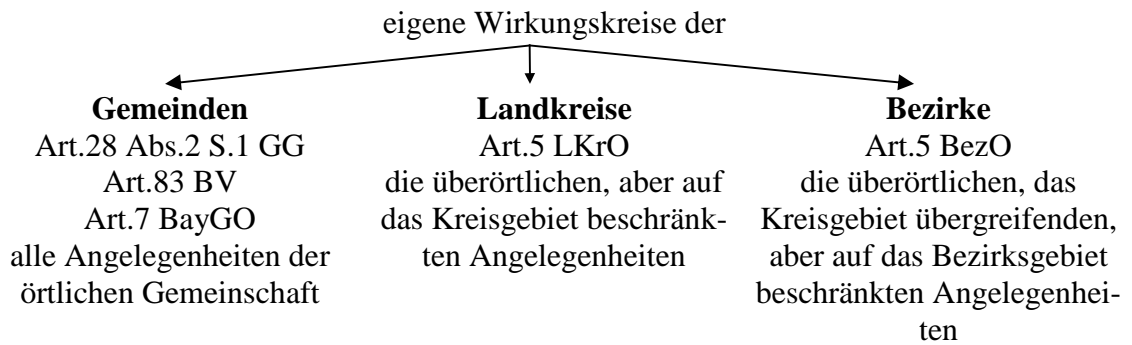 eigene Wirkungskreise der
Gemeinden
Art.28 Abs.2 S.1 GG
Art.83 BV
Art.7 BayGO
alle Angelegenheiten der
örtlichen Gemeinschaft
Landkreise
Art.5 LKrO
die überörtlichen, aber auf
das Kreisgebiet beschränk-
ten Angelegenheiten
Bezirke
Art.5 BezO
die überörtlichen, das
Kreisgebiet übergreifenden,
aber auf das Bezirksgebiet
beschränkten Angelegenhei-
ten